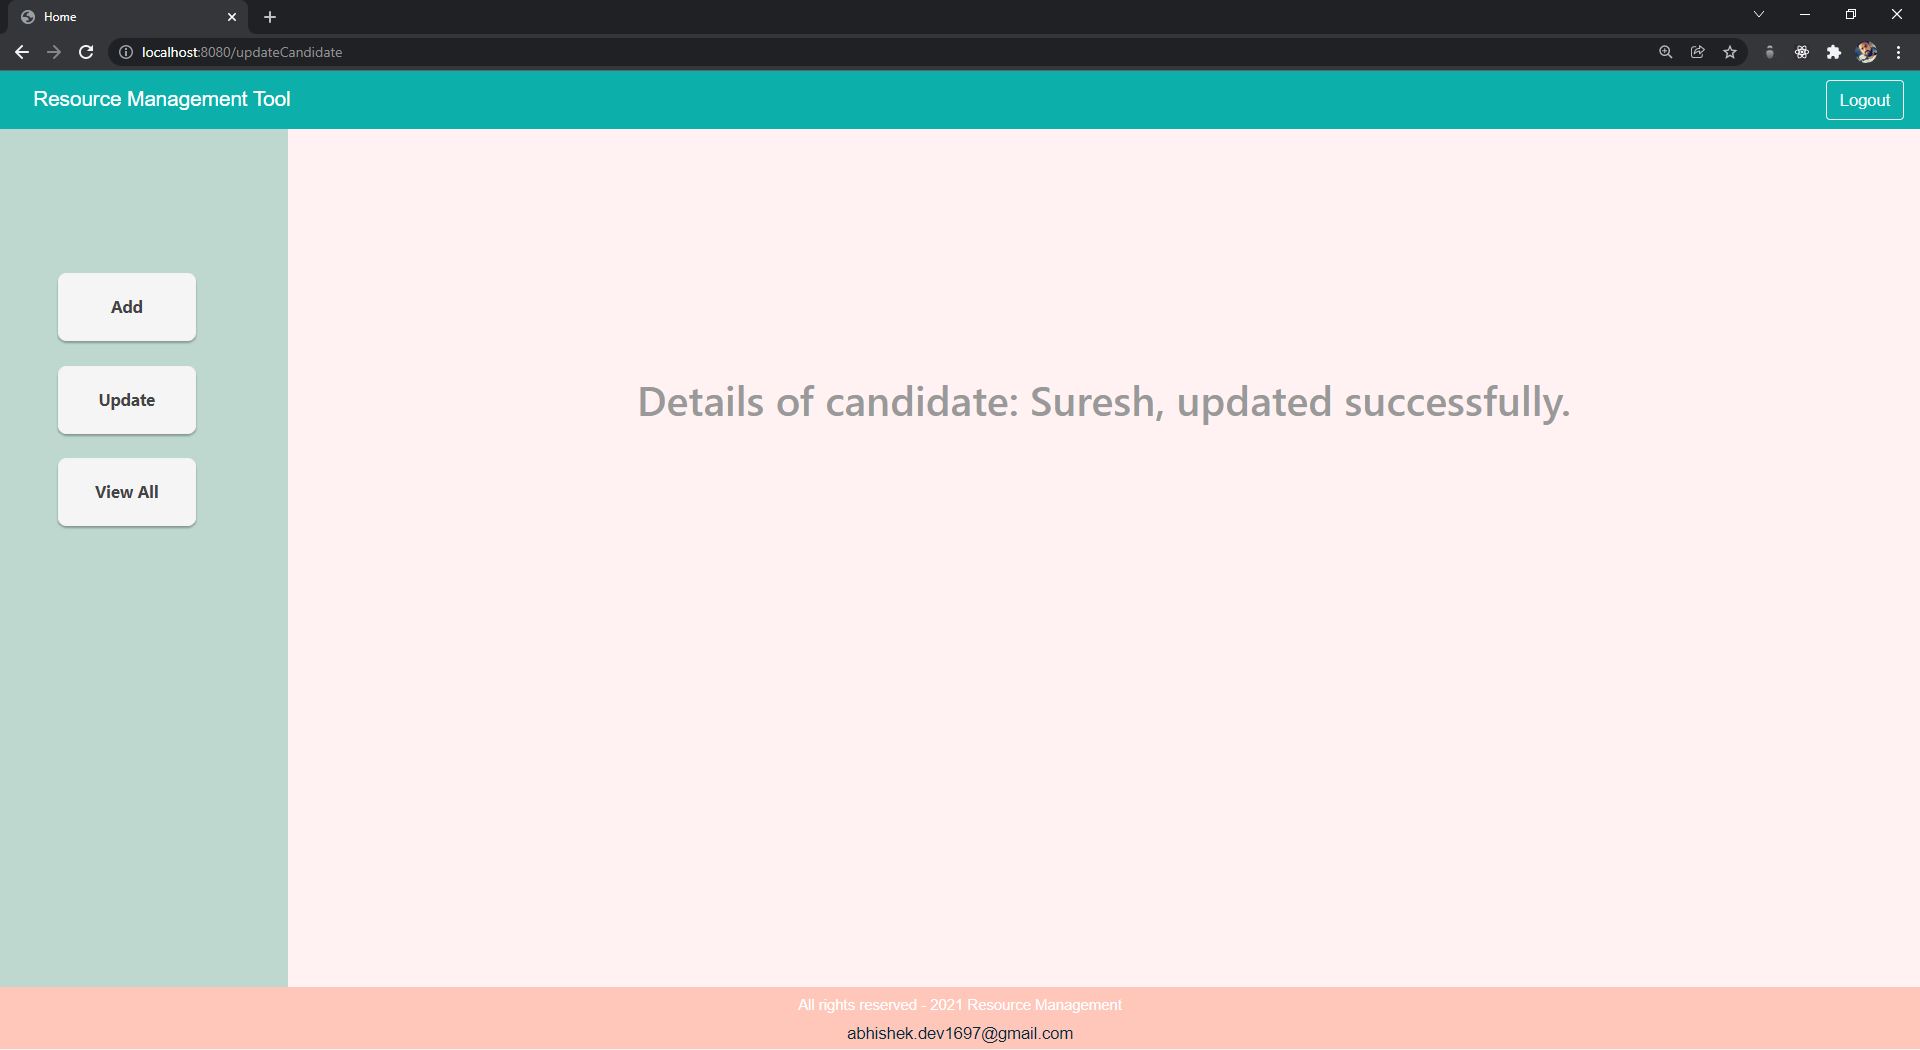 Home
localhost:8080/updateCandidate
Resource Management Tool
Logout
Add
Update
View All
Details of candidate: Suresh, updated successfully.
All rights reserved - 2021 Resource Management
abhishek.dev1697@gmail.com